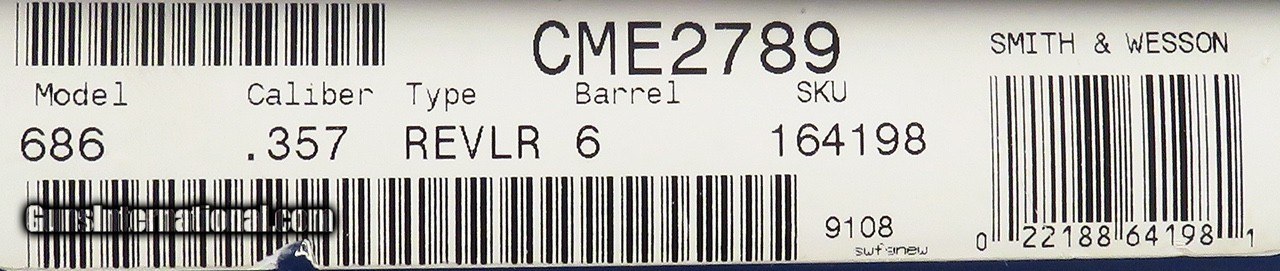 CME2789
SMITH & WESSON
Model Caliber Type Barrel SKU
686 .357 REVLR 6 164198
GunsInternational.com
9108
0 22188 64198 1